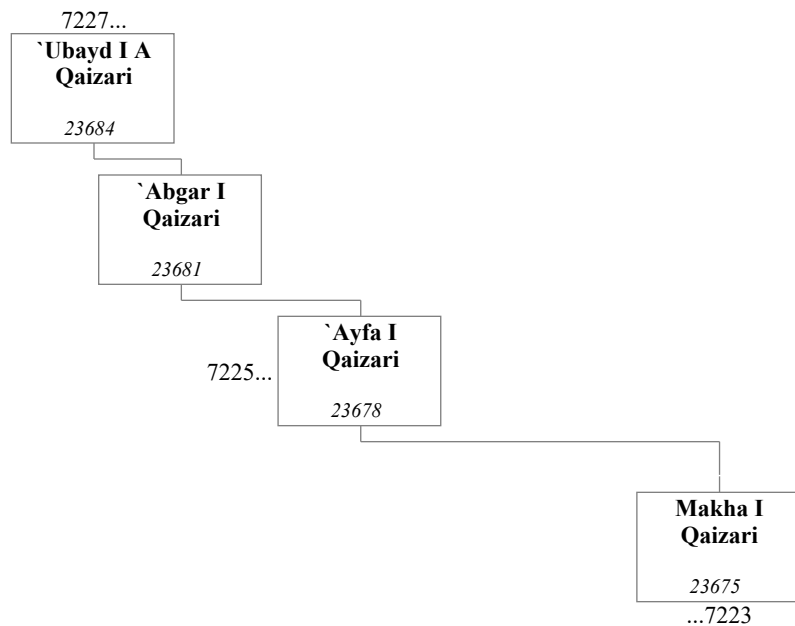 7227...
`Ubayd I A
Qaizari
23684
`Abgar I
Qaizari
23681
`Ayfa I
Qaizari
7225...
23678
Makha I
Qaizari
23675
...7223